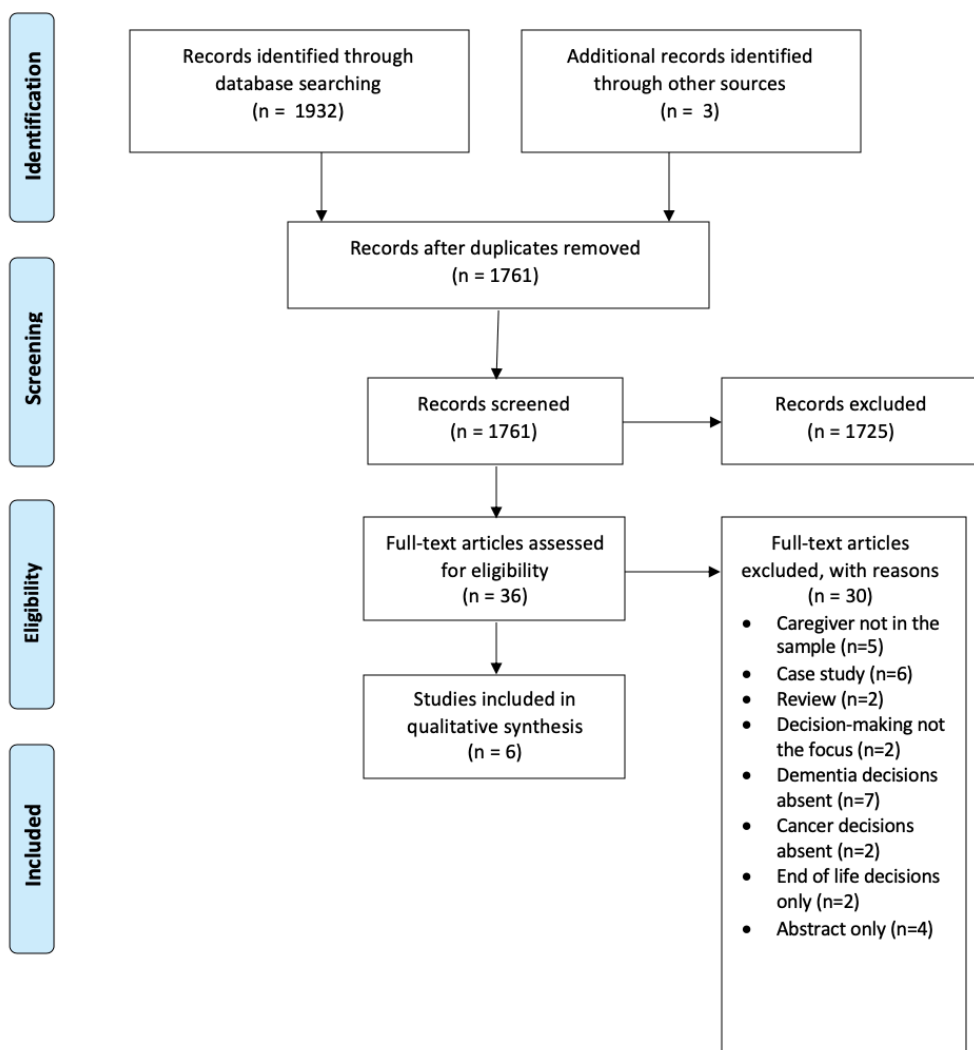 Identification
Records identified through
database searching
(n = 1932)
Additional records identified
through other sources
(n = 3)
Records after duplicates removed
(n = 1761)
Screening
Records screened
(n = 1761)
Records excluded
(n = 1725)
Eligibility
Full-text articles assessed
for eligibility
(n = 36)
Full-text articles
excluded, with reasons
(n = 30)
• Caregiver not in the
sample (n=5)
• Case study (n=6)
• Review (n=2)
• Decision-making not
the focus (n=2)
• Dementia decisions
absent (n=7)
• Cancer decisions
absent (n=2)
• End of life decisions
only (n=2)
• Abstract only (n=4)
Studies included in
qualitative synthesis
(n = 6)
Included